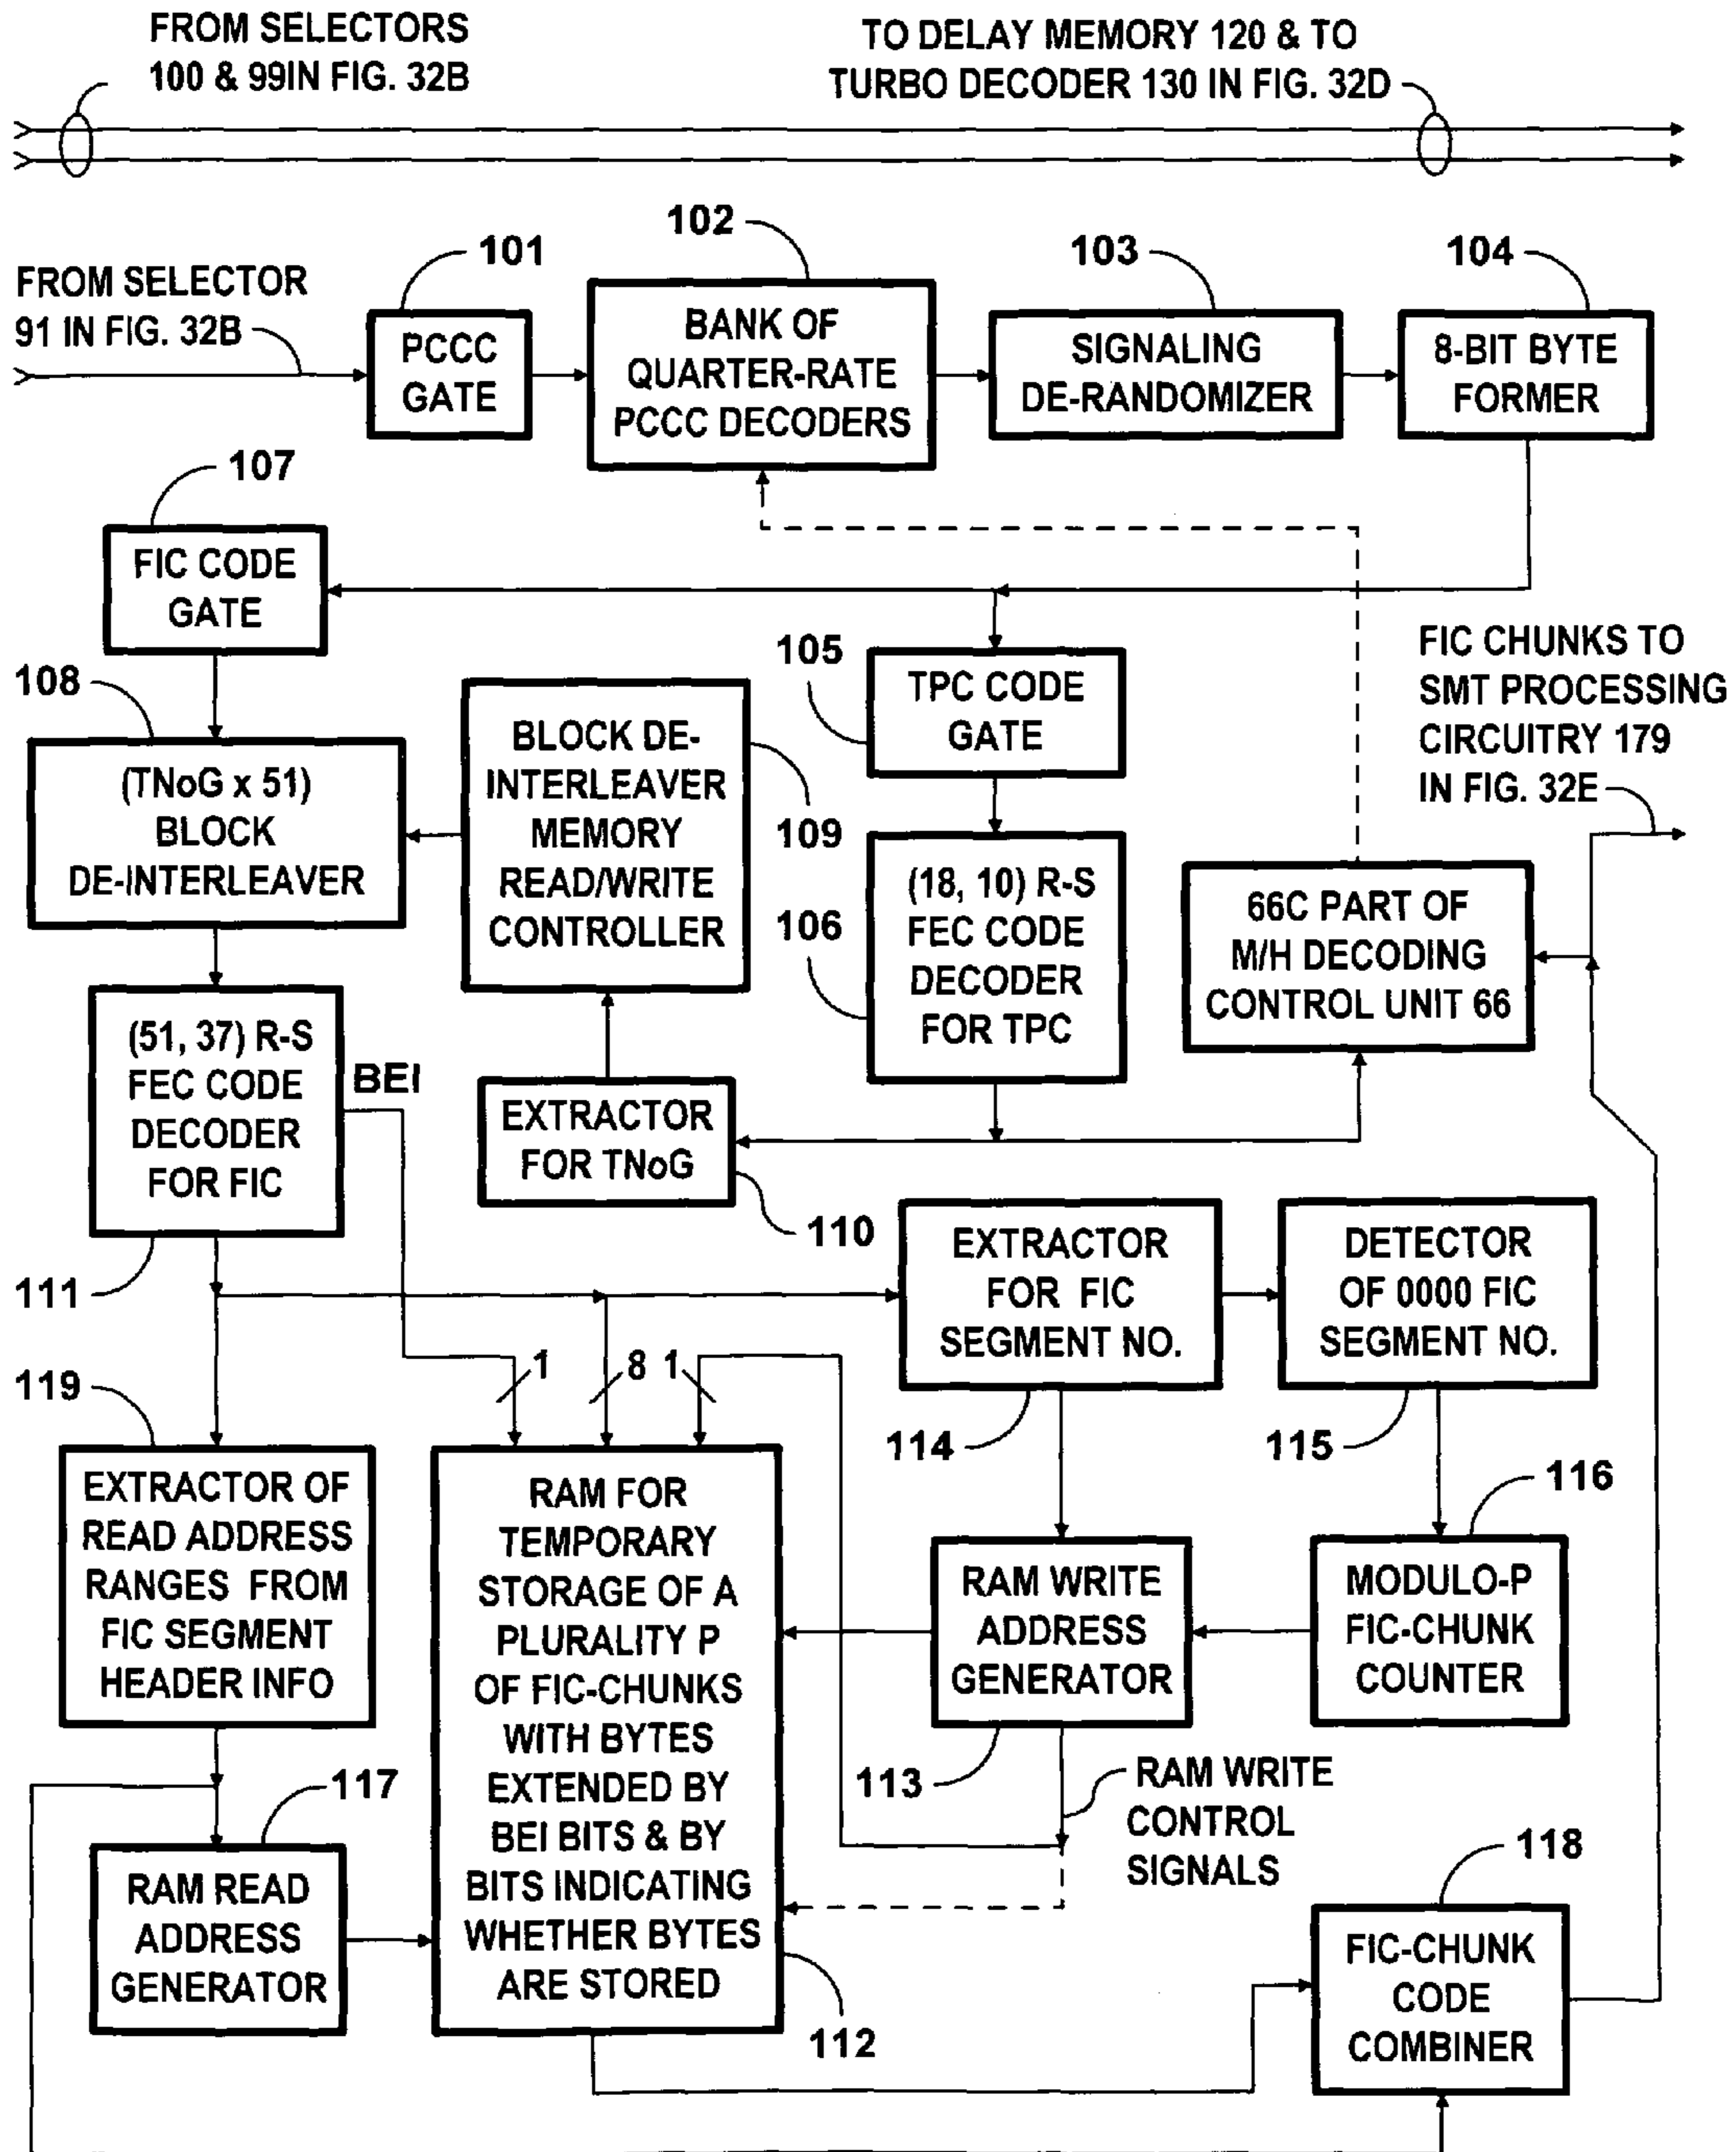 FROM SELECTORS
100 & 99IN FIG. 32B
TO DELAY MEMORY 120 & TO
TURBO DECODER 130 IN FIG. 32D
FROM SELECTOR
91 IN FIG. 32B
101
PCCC
GATE
102
BANK OF
QUARTER-RATE
PCCC DECODERS
103
SIGNALING
DE-RANDOMIZER
104
8-BIT BYTE
FORMER
107
FIC CODE
GATE
108
(TNoG x 51)
BLOCK
DE-INTERLEAVER
BLOCK DE-
INTERLEAVER
MEMORY
READ/WRITE
CONTROLLER
109
105
TPC CODE
GATE
106
(18, 10) R-S
FEC CODE
DECODER
FOR TPC
FIC CHUNKS TO
SMT PROCESSING
CIRCUITRY 179
IN FIG. 32E
66C PART OF
M/H DECODING
CONTROL UNIT 66
(51, 37) R-S
FEC CODE
DECODER
FOR FIC
BEI
111
EXTRACTOR
FOR TNoG
110
EXTRACTOR
FOR FIC
SEGMENT NO.
114
DETECTOR
OF 0000 FIC
SEGMENT NO.
115
1
8
1
119
EXTRACTOR OF
READ ADDRESS
RANGES FROM
FIC SEGMENT
HEADER INFO
RAM FOR
TEMPORARY
STORAGE OF A
PLURALITY P
OF FIC-CHUNKS
WITH BYTES
EXTENDED BY
BEI BITS & BY
BITS INDICATING
WHETHER BYTES
ARE STORED
112
RAM WRITE
ADDRESS
GENERATOR
113
116
MODULO-P
FIC-CHUNK
COUNTER
RAM WRITE
CONTROL
SIGNALS
117
RAM READ
ADDRESS
GENERATOR
118
FIC-CHUNK
CODE
COMBINER